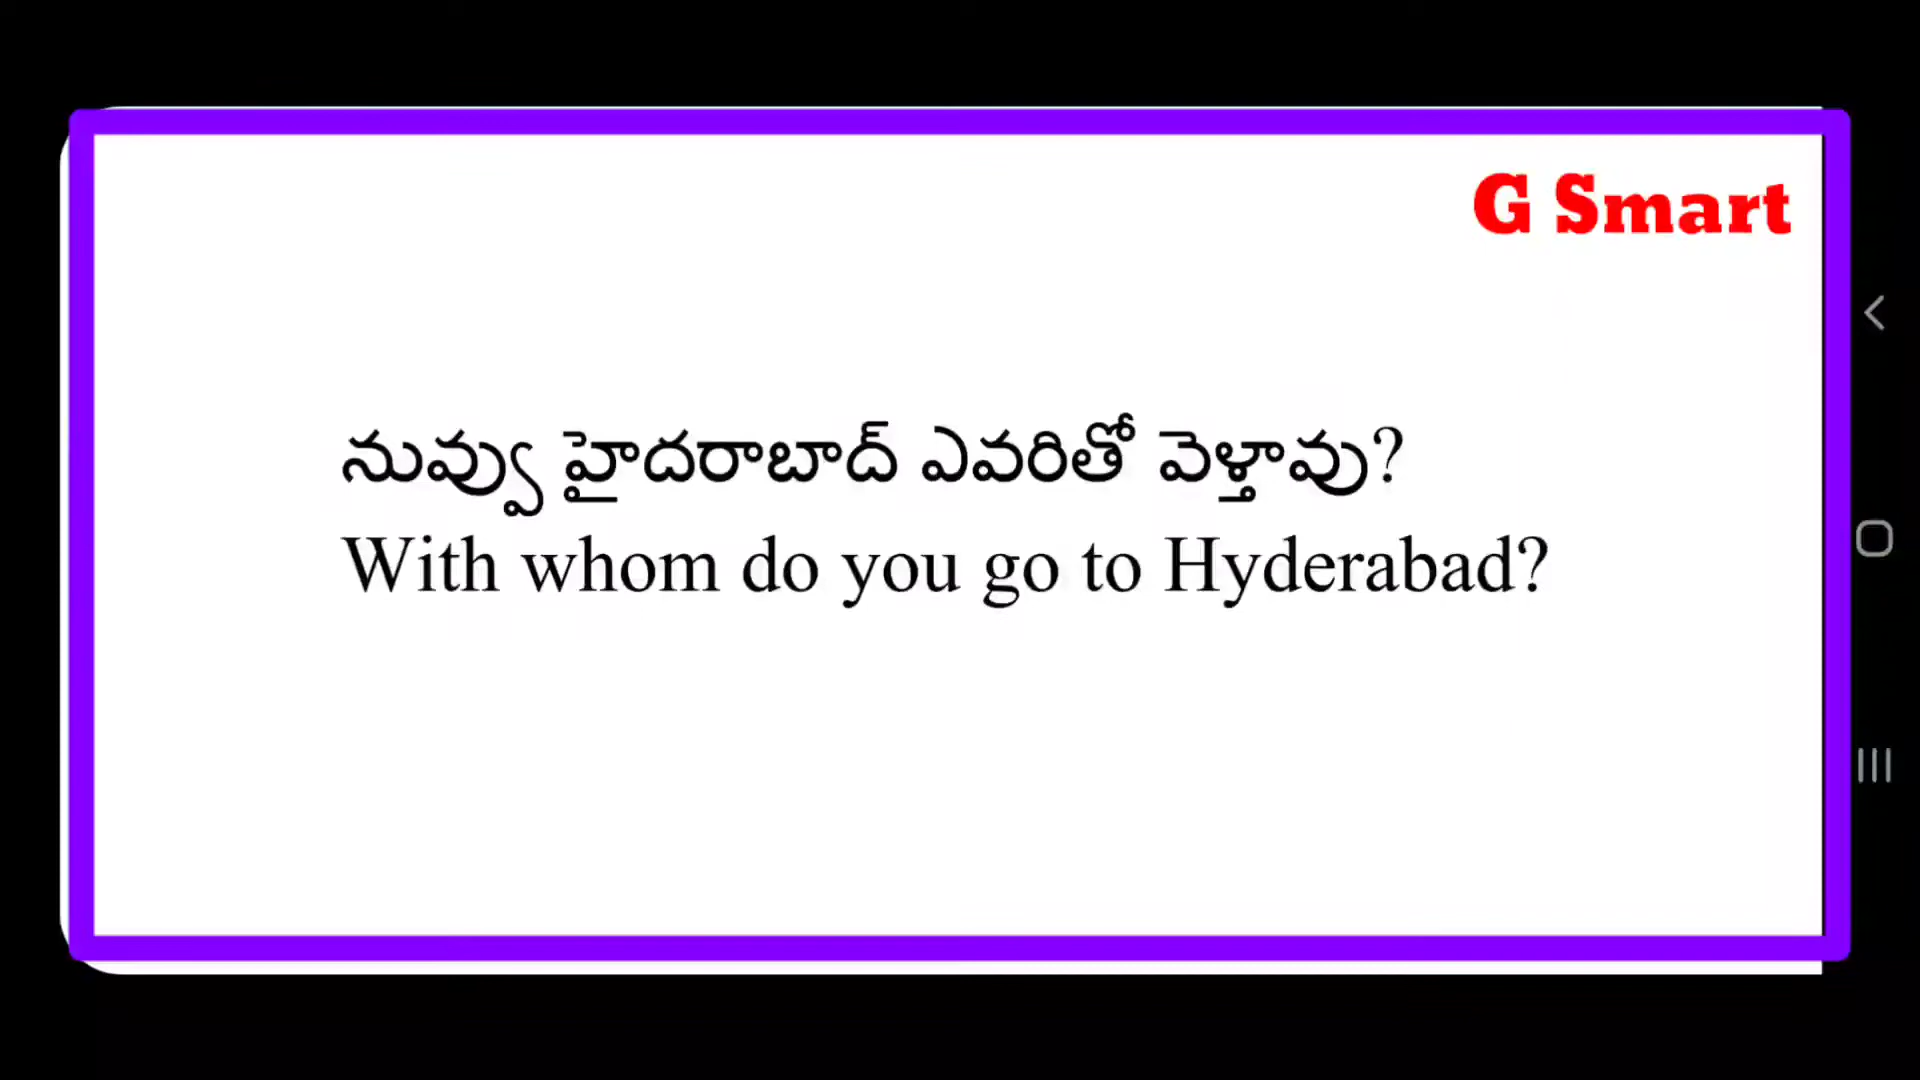 G Smart
నువ్వు హైదరాబాద్ ఎవరితో వెళ్తావు?
With whom do you go to Hyderabad?